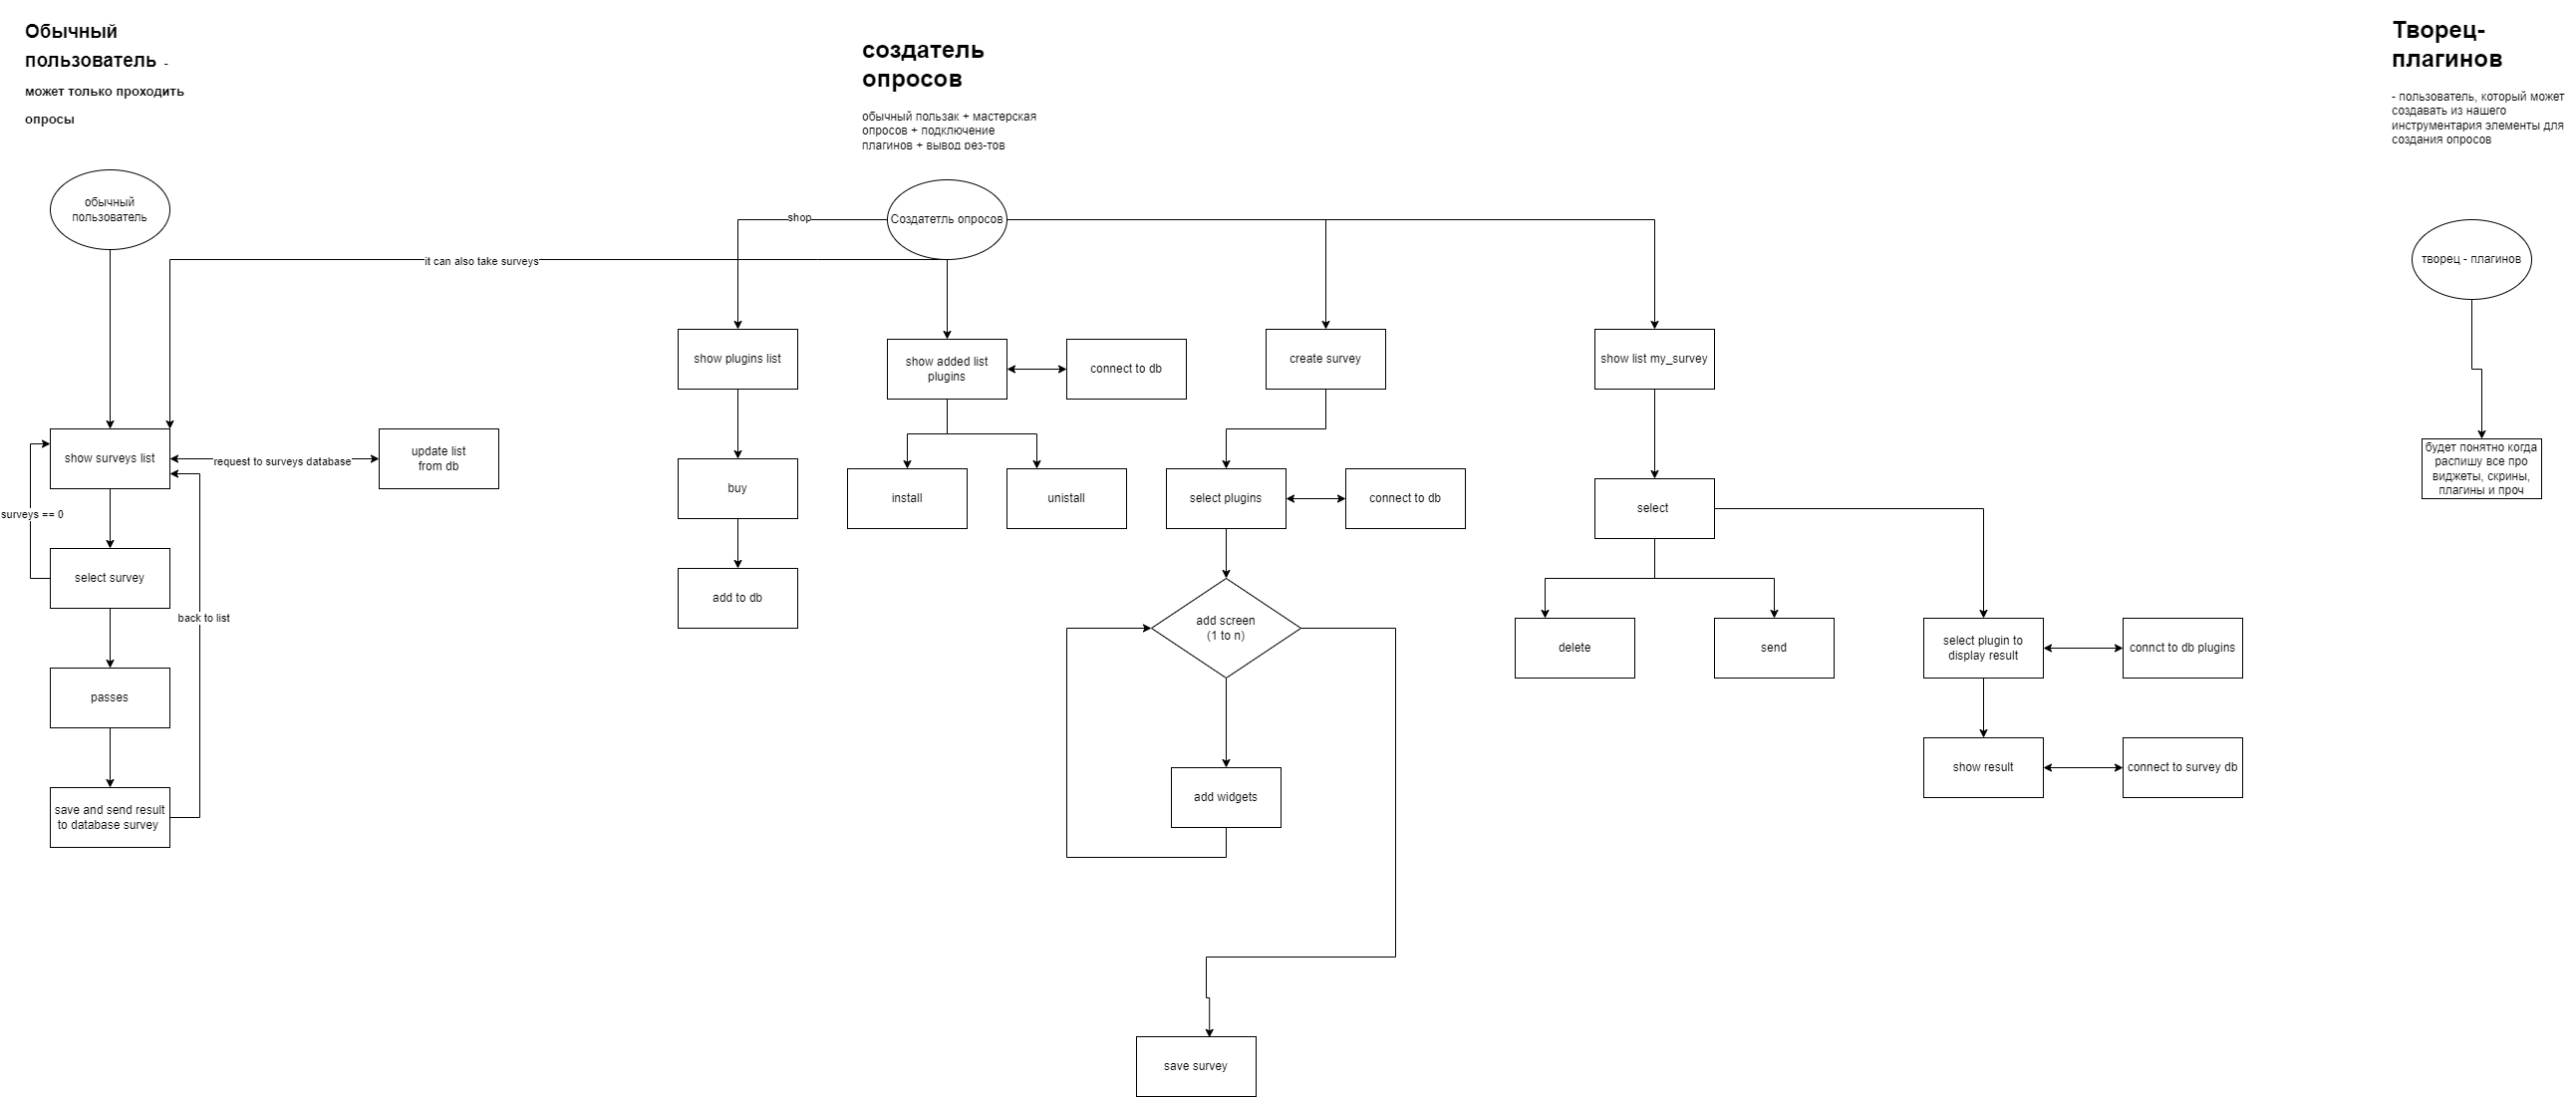 Обычный
пользователь -
может только проходить
опросы
создатель
опросов
обычный пользак + мастерская
опросов + подключение
плагинов + вывод рез-тов
Творец-
плагинов
- пользователь, который может
создавать из нашего
инструментария элементы для
создания опросов
обычный
пользователь
shop
Создатетль опросов
творец - плагинов
it can also take surveys
show plugins list
show added list
plugins
connect to db
create survey
show list my_survey
show surveys list
request to surveys database
update list
from db
buy
install
unistall
select plugins
connect to db
select
будет понятно когда
распишу все про
виджеты, скрины,
плагины и проч
surveys == 0
select survey
back to list
add to db
add screen
(1 to n)
delete
send
select plugin to
display result
connct to db plugins
passes
add widgets
show result
connect to survey db
save and send result
to database survey
save survey